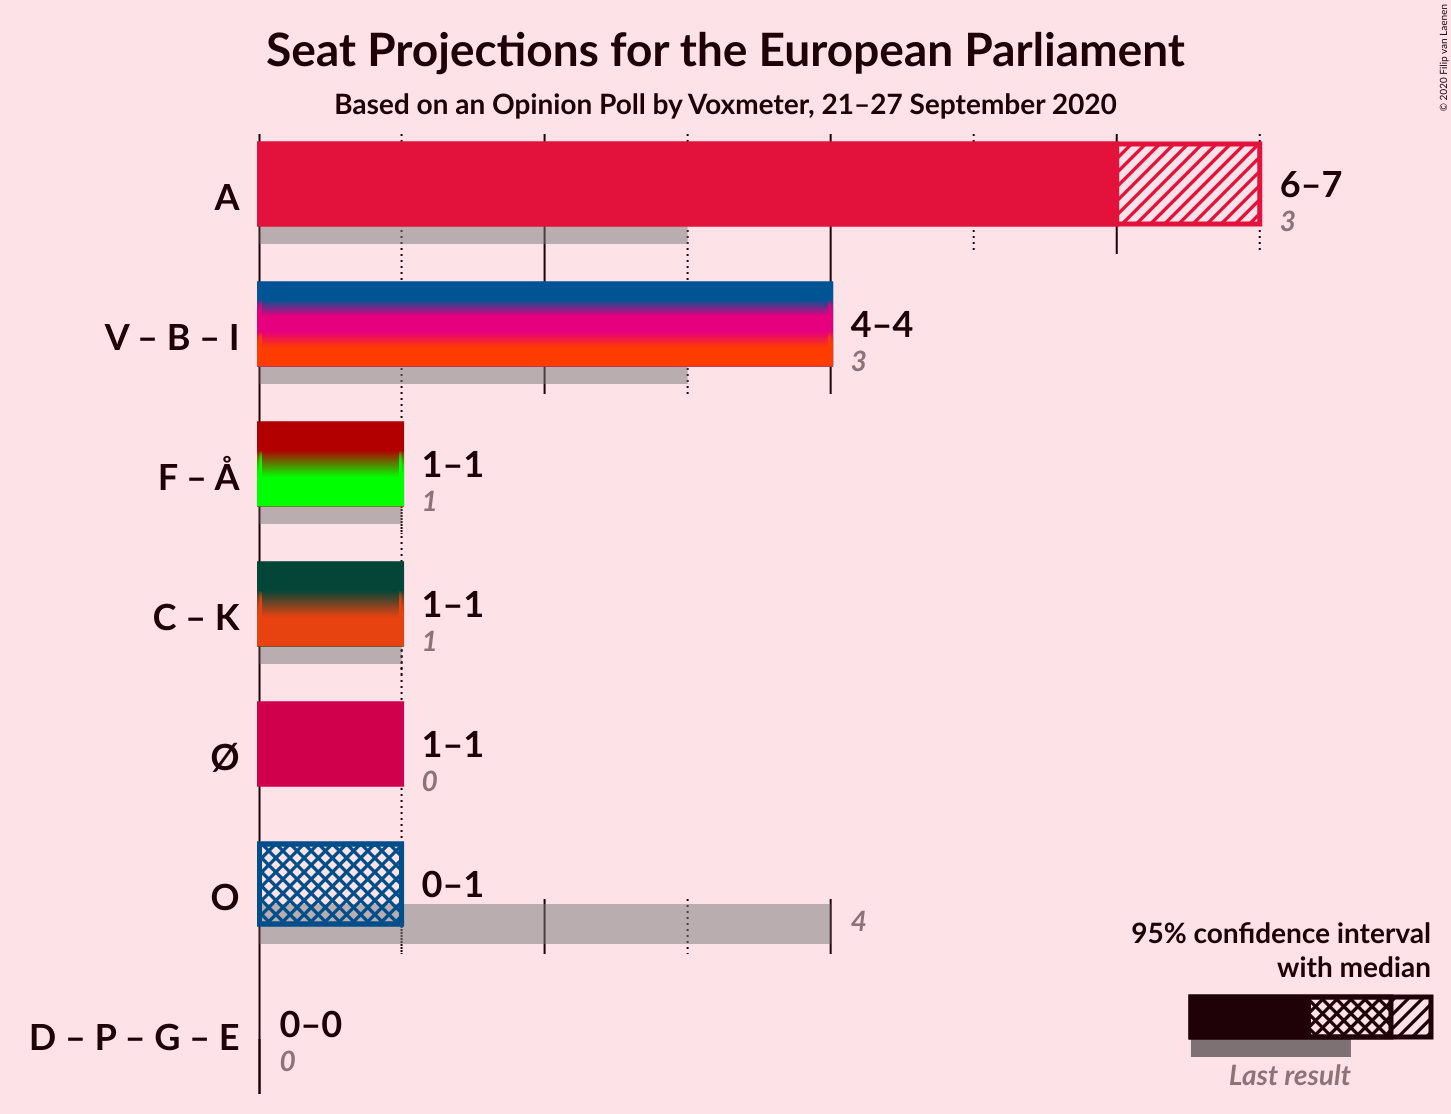 Seat Projections for the European Parliament
Based on an Opinion Poll by Voxmeter, 21–27 September 2020
© 2020 Filip van Laenen
A
6–7
3
V – B – I
4–4
3
F – Å
1–1
1
C – K
1–1
1
Ø
1–1
0
O
0–1
4
D – P – G – E
0–0
0
95% confidence interval
with median
Last result